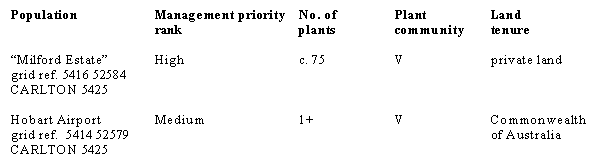 Population Management priority rank No. of plants Plant community Land tenure
"Milford Estate" High c. 75 V private land
grid ref. 5416 52584
CARLTON 5425
Hobart Airport Medium 1+ V Commonwealth of Australia
grid ref. 5414 52579
CARLTON 5425